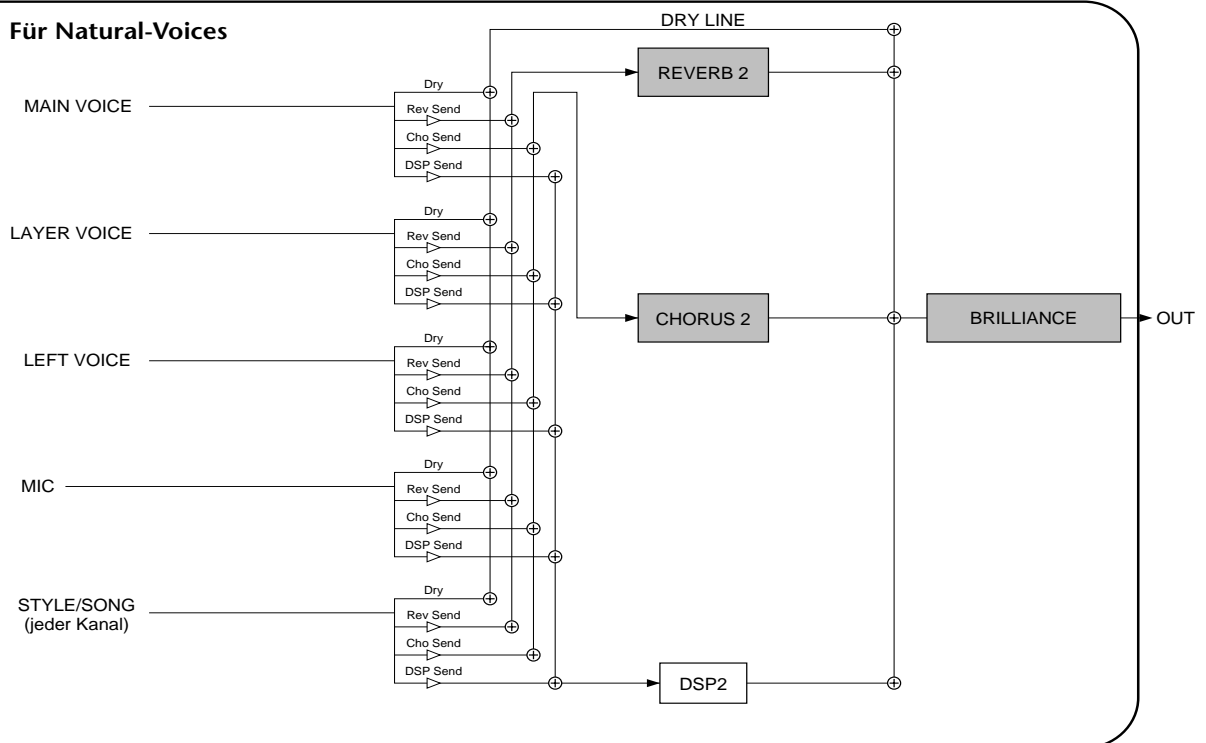 Für Natural-Voices
DRY LINE
REVERB 2
MAIN VOICE
Dry
Rev Send
Cho Send
DSP Send
LAYER VOICE
Dry
Rev Send
Cho Send
DSP Send
CHORUS 2
BRILLIANCE
OUT
LEFT VOICE
Dry
Rev Send
Cho Send
DSP Send
MIC
Dry
Rev Send
Cho Send
DSP Send
STYLE/SONG
(jeder Kanal)
Dry
Rev Send
Cho Send
DSP Send
DSP2